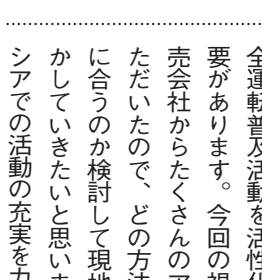 全運転普及活動を活性化
要があります。今回の視
売会社からたくさんのア
ただいたので、どの方法
に合うのか検討して現地
かしていきたいと思いま
シアでの活動の充実を